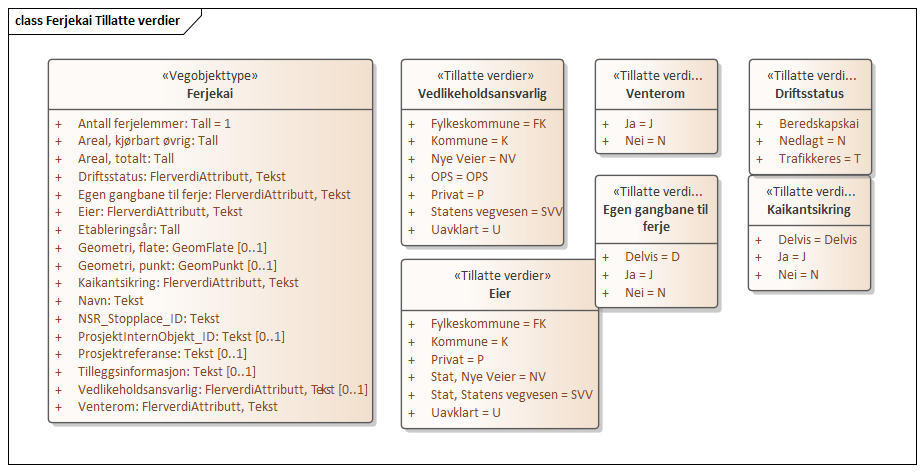 class Ferjekai Tillatte verdier
«Vegobjekttype»
Ferjekai
+ Antall ferjelemmer: Tall = 1
+ Areal, kjørbart øvrig: Tall
+ Areal, totalt: Tall
+ Driftsstatus: FlerverdiAttributt, Tekst
+ Egen gangbane til ferje: FlerverdiAttributt, Tekst
+ Eier: FlerverdiAttributt, Tekst
+ Etableringsår: Tall
+ Geometri, flate: GeomFlate [0..1]
+ Geometri, punkt: GeomPunkt [0..1]
+ Kaikantsikring: FlerverdiAttributt, Tekst
+ Navn: Tekst
+ NSR_Stopplace_ID: Tekst
+ ProsjektInternObjekt_ID: Tekst [0..1]
+ Prosjektreferanse: Tekst [0..1]
+ Tilleggsinformasjon: Tekst [0..1]
+ Vedlikeholdsansvarlig: FlerverdiAttributt, Tekst [0..1]
+ Venterom: FlerverdiAttributt, Tekst
«Tillatte verdier»
Vedlikeholdsansvarlig
+ Fylkeskommune = FK
+ Kommune = K
+ Nye Veier = NV
+ OPS = OPS
+ Privat = P
+ Statens vegvesen = SVV
+ Uavklart = U
«Tillatte verdier»
Eier
+ Fylkeskommune = FK
+ Kommune = K
+ Privat = P
+ Stat, Nye Veier = NV
+ Stat, Statens vegvesen = SVV
+ Uavklart = U
«Tillatte verdi...
Venterom
+ Ja = J
+ Nei = N
«Tillatte verdi...
Egen gangbane til
ferje
+ Delvis = D
+ Ja = J
+ Nei = N
«Tillatte verdi...
Driftsstatus
+ Beredskapskai
+ Nedlagt = N
+ Trafikkeres = T
«Tillatte verdi...
Kaikantsikring
+ Delvis = Delvis
+ Ja = J
+ Nei = N